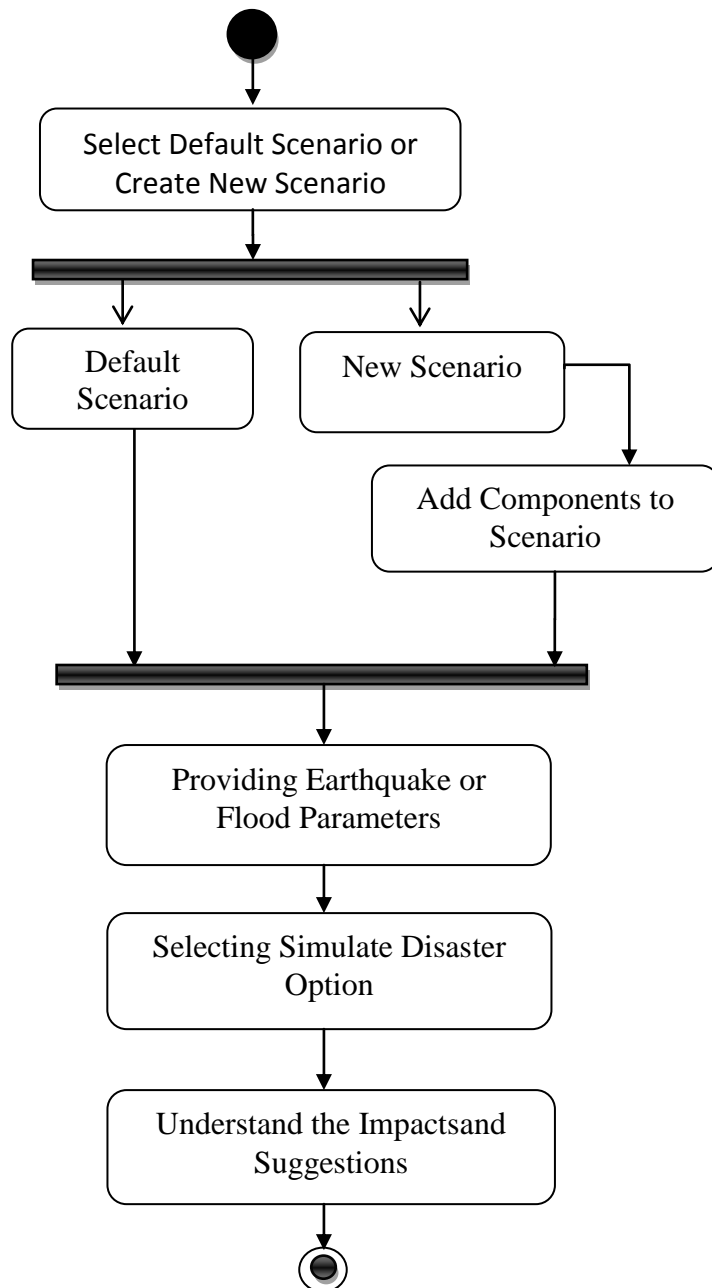 Select Default Scenario or
Create New Scenario
Default
Scenario
New Scenario
Add Components to
Scenario
Providing Earthquake or
Flood Parameters
Selecting Simulate Disaster
Option
Understand the Impactsand
Suggestions